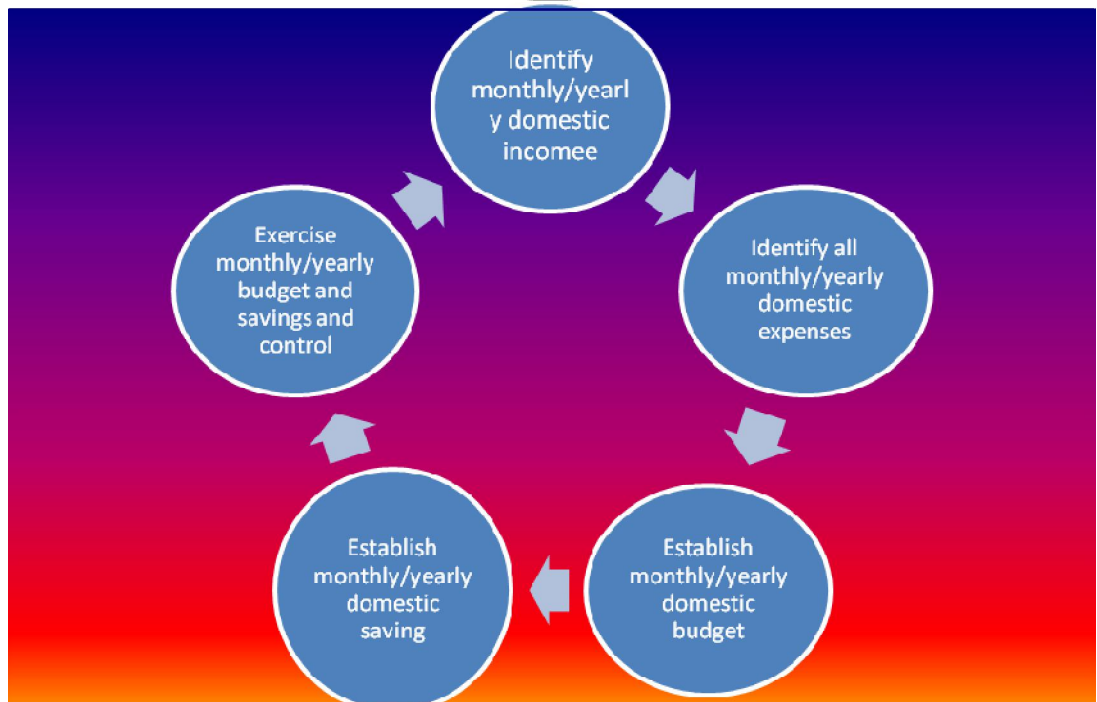 Identify
monthly/yearl
y domestic
incomee
Identify all
monthly/yearly
domestic
expenses
Establish
monthly/yearly
domestic
budget
Establish
monthly/yearly
domestic
saving
Exercise
monthly/yearly
budget and
savings and
control